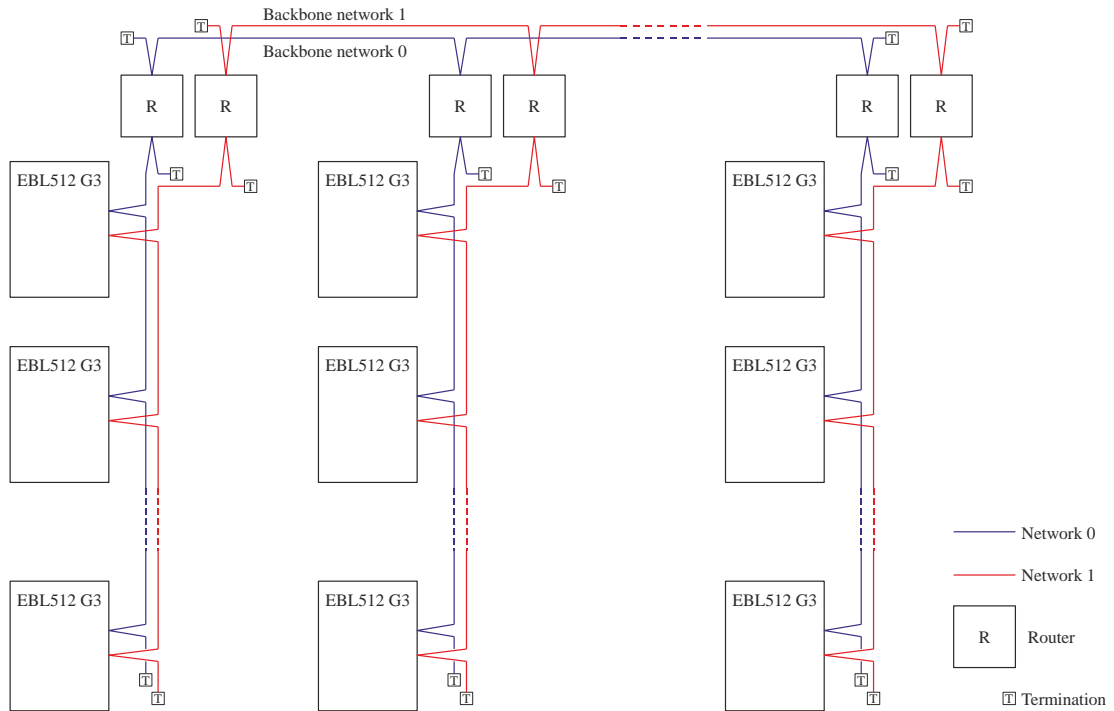 T Backbone network 1 T
T Backbone network 0 T
R R R R R R
T T T
T T T
EBL512 G3 EBL512 G3 EBL512 G3
EBL512 G3 EBL512 G3 EBL512 G3
Network 0
Network 1
EBL512 G3 EBL512 G3 EBL512 G3
R Router
T T T
T T T
T Termination